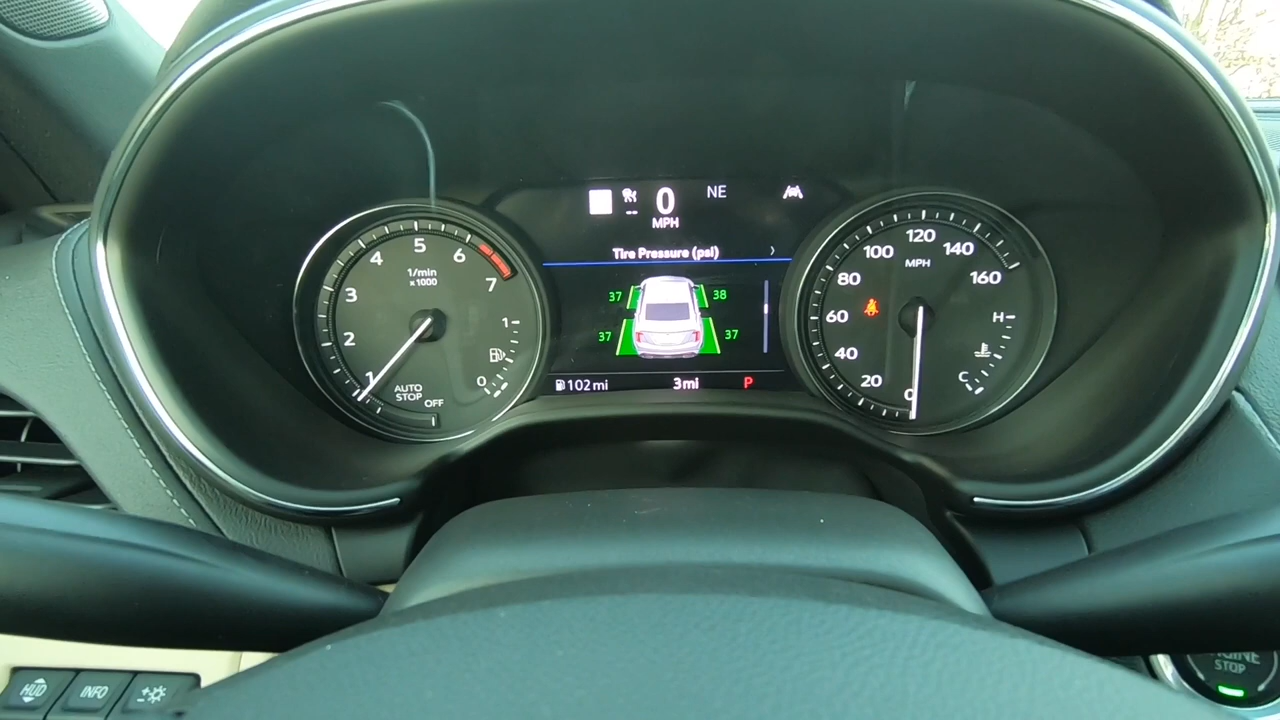 0
MPH
NE
Tire Pressure (psi)
37
38
37
37
102 mi
3mi
P
1
2
3
4
5
6
7
1/min
x1000
1
0
AUTO
STOP
OFF
0
20
40
60
80
100
120
140
160
MPH
H
C
HUD
INFO
STOP